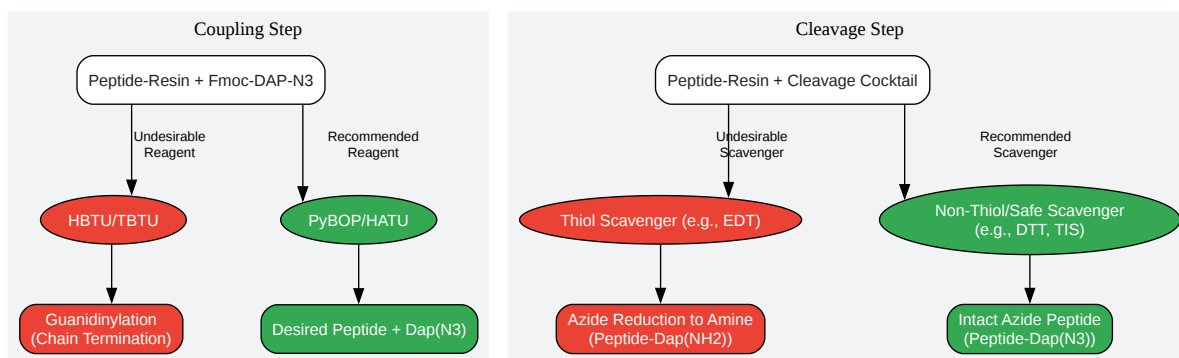 Coupling Step
Peptide-Resin + Fmoc-DAP-N3
Undesirable
Reagent
Recommended
Reagent
HBTU/TBTU
PyBOP/HATU
Guanidinylation
(Chain Termination)
Desired Peptide + Dap(N3)
Cleavage Step
Peptide-Resin + Cleavage Cocktail
Undesirable
Scavenger
Recommended
Scavenger
Thiol Scavenger (e.g., EDT)
Non-Thiol/Safe Scavenger
(e.g., DTT, TIS)
Azide Reduction to Amine
(Peptide-Dap(NH2))
Intact Azide Peptide
(Peptide-Dap(N3))